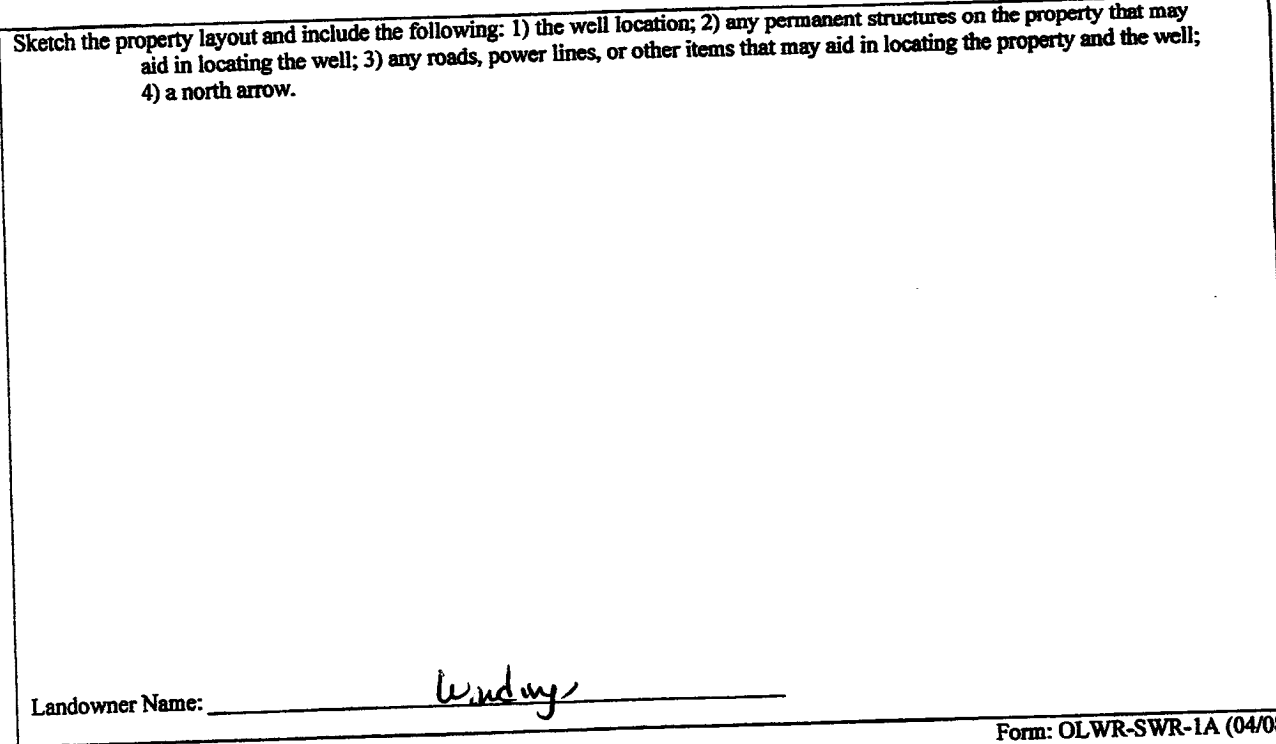 Sketch the property layout and include the following: 1) the well location; 2) any permanent structures on the property that may
aid in locating the well; 3) any roads, power lines, or other items that may aid in locating the property and the well;
4) a north arrow.
Landowner Name:
Form: OLWR-SWR-1A (04/0